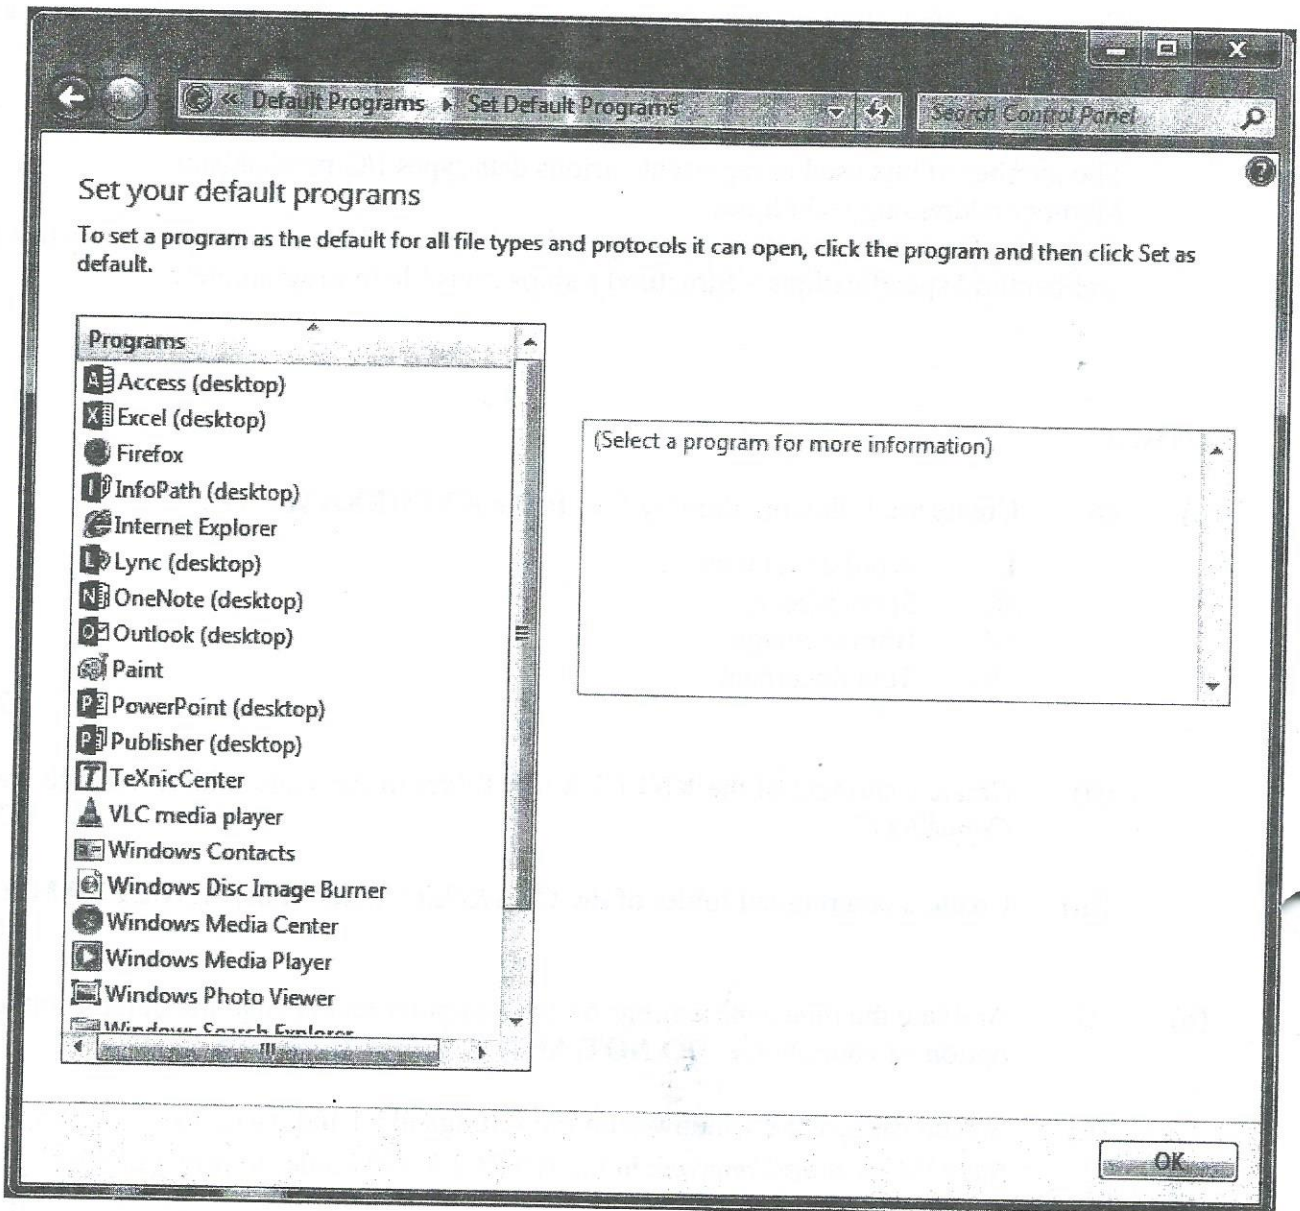 « Default Programs ▸ Set Default Programs
Search Control Panel
Set your default programs
To set a program as the default for all file types and protocols it can open, click the program and then click Set as
default.
Programs
Access (desktop)
Excel (desktop)
Firefox
InfoPath (desktop)
Internet Explorer
Lync (desktop)
OneNote (desktop)
Outlook (desktop)
Paint
PowerPoint (desktop)
Publisher (desktop)
TeXnicCenter
VLC media player
Windows Contacts
Windows Disc Image Burner
Windows Media Center
Windows Media Player
Windows Photo Viewer
Windows Search Explorer
(Select a program for more information)
OK